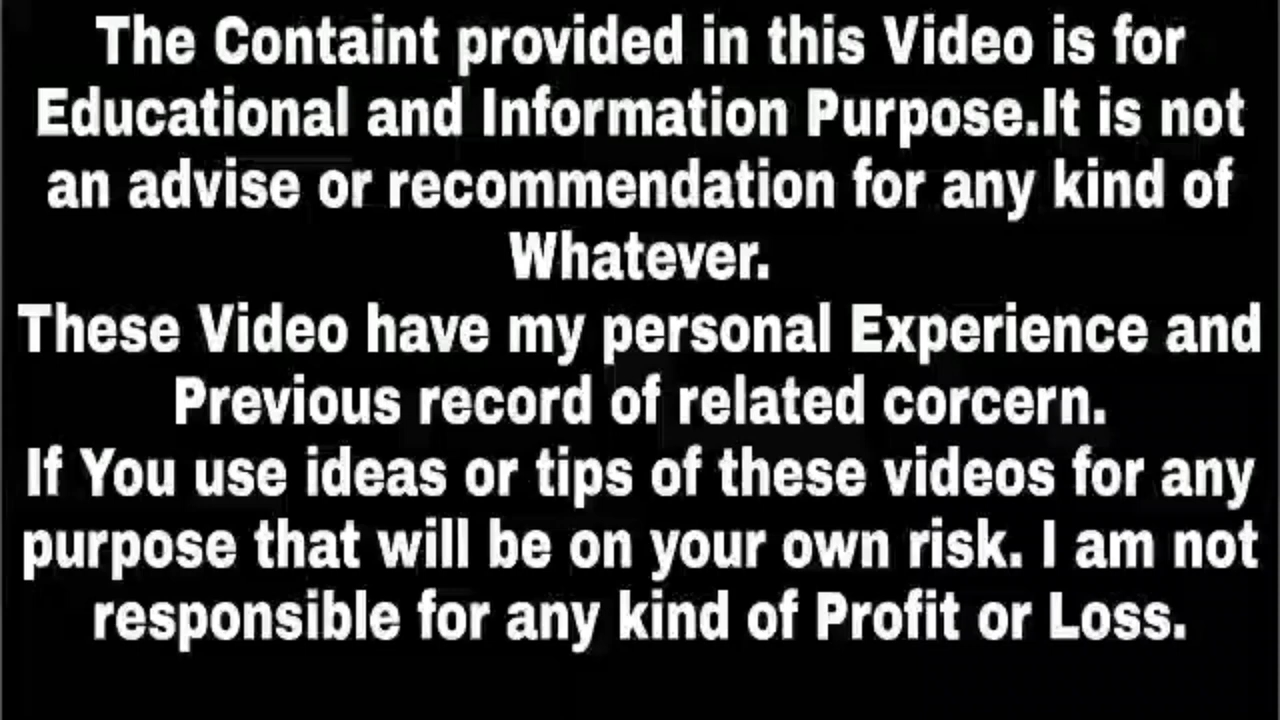 The Containt provided in this Video is for
Educational and Information Purpose.It is not
an advise or recommendation for any kind of
Whatever.
These Video have my personal Experience and
Previous record of related corcern.
If You use ideas or tips of these videos for any
purpose that will be on your own risk. I am not
responsible for any kind of Profit or Loss.